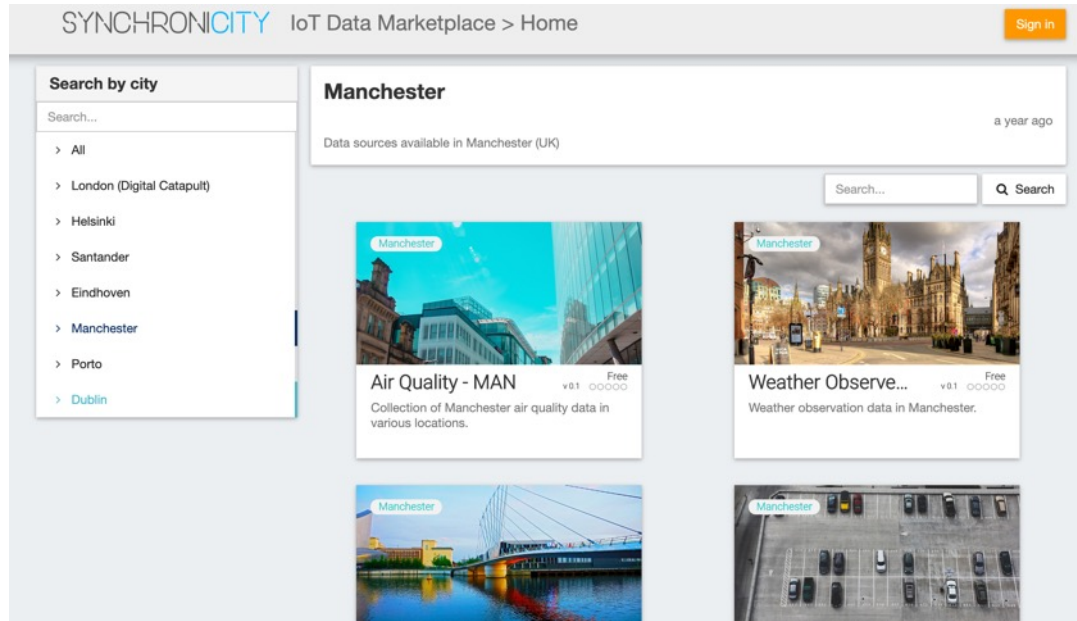 SYNCHRONICITY IoT Data Marketplace > Home
Sign in
Search by city
Search...
> All
> London (Digital Catapult)
> Helsinki
> Santander
> Eindhoven
> Manchester
> Porto
> Dublin
Manchester
a year ago
Data sources available in Manchester (UK)
Search...
Search
Manchester
Air Quality - MAN
Free
v 0.1
Collection of Manchester air quality data in
various locations.
Manchester
Weather Observe...
Free
v 0.1
Weather observation data in Manchester.
Manchester
Manchester